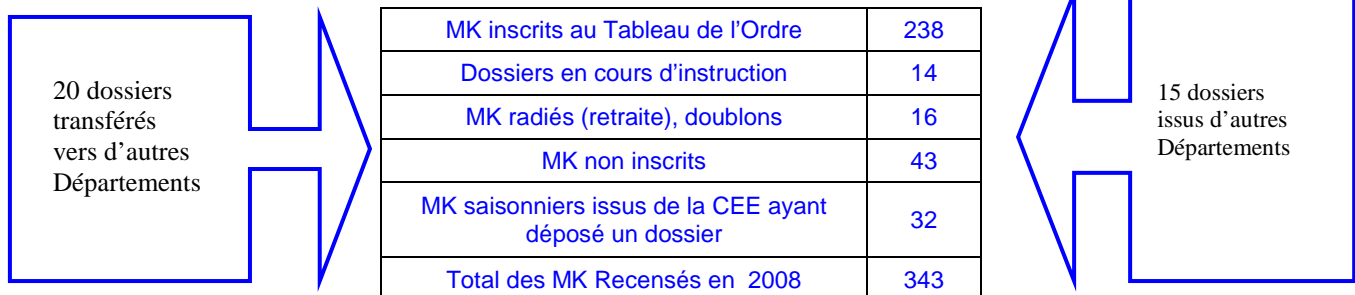 20 dossiers
transférés
vers d'autres
Départements
MK inscrits au Tableau de l'Ordre 238
Dossiers en cours d'instruction 14
MK radiés (retraite), doublons 16
MK non inscrits 43
MK saisonniers issus de la CEE ayant
déposé un dossier 32
Total des MK Recensés en 2008 343
15 dossiers
issus d'autres
Départements